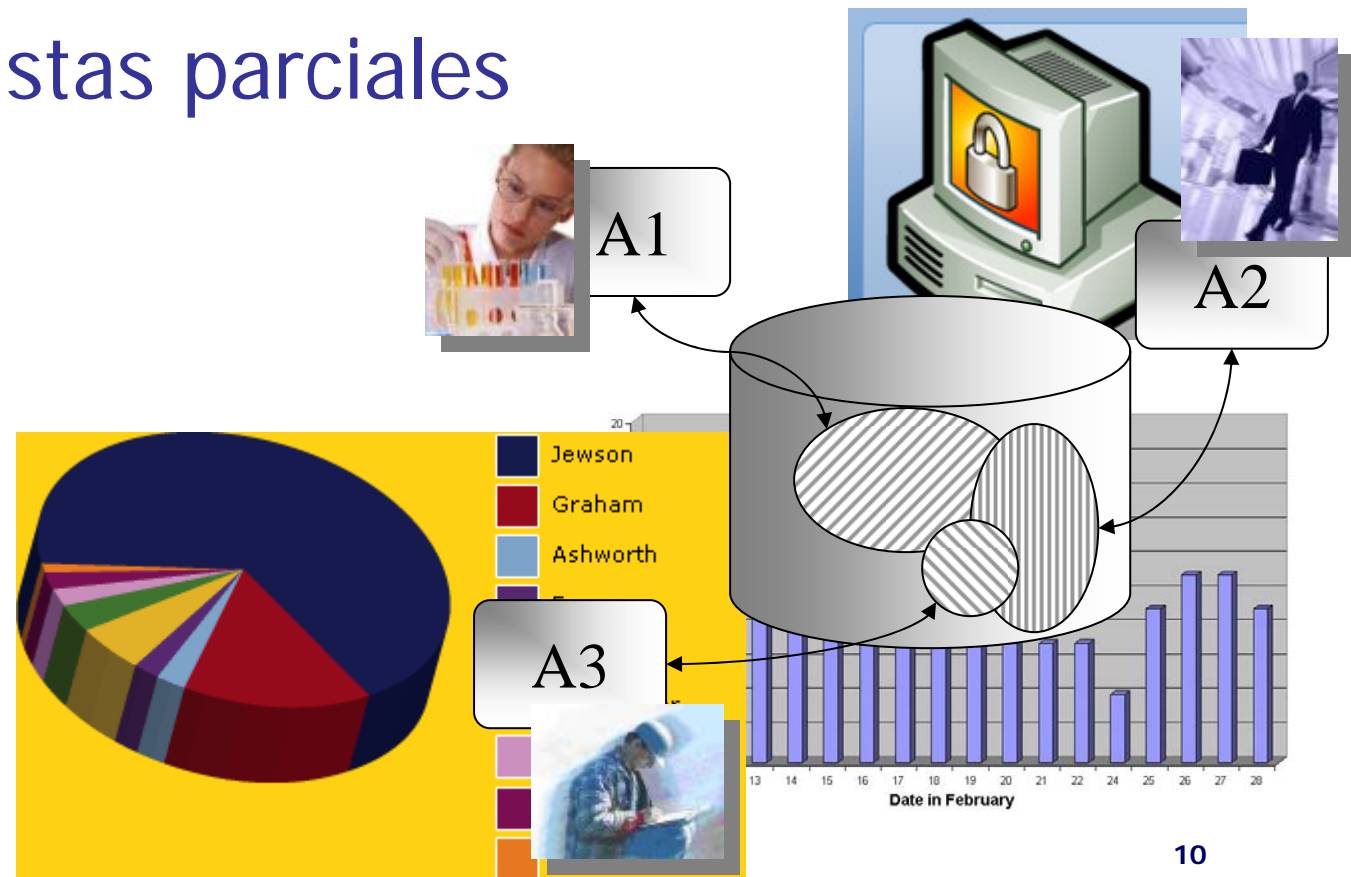 stas parciales
A1
A2
20
Jewson
Graham
Ashworth
A3
13 14 15 16 17 18 19 20 21 22 24 25 26 27 28
Date in February
10